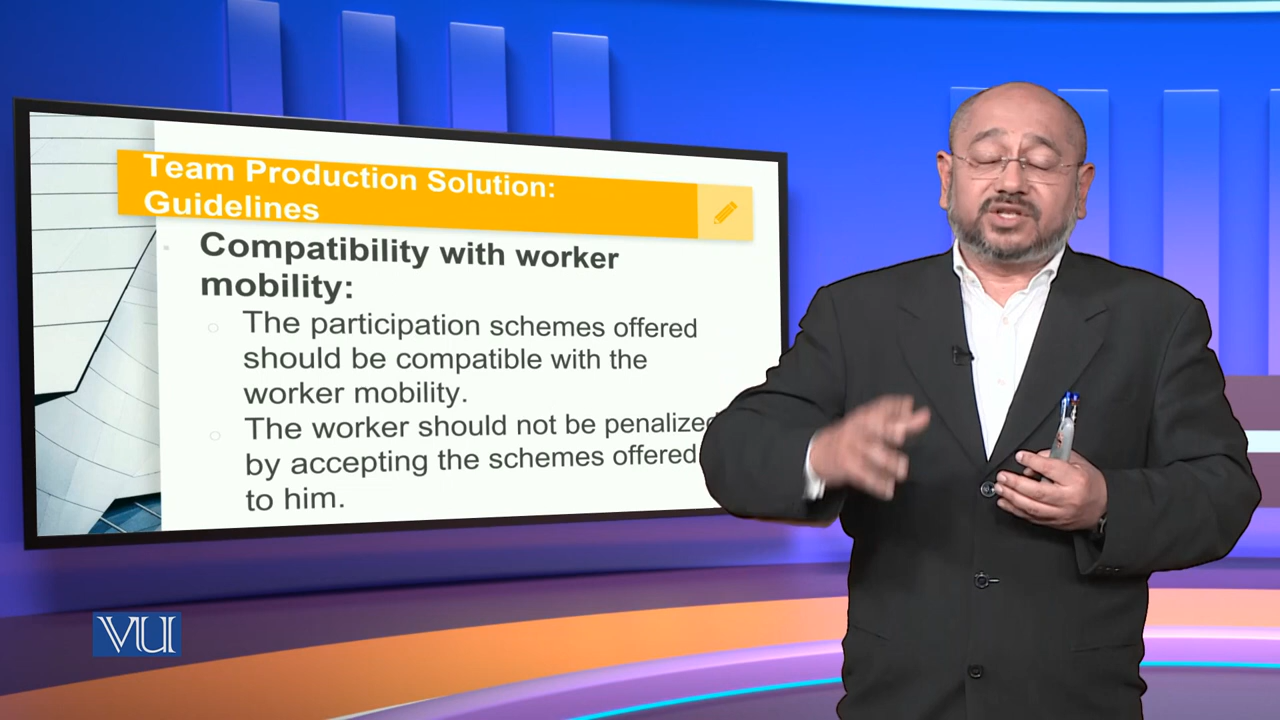 Team Production Solution:
Guidelines
Compatibility with worker
mobility:
The participation schemes offered
should be compatible with the
worker mobility.
The worker should not be penalized
by accepting the schemes offered
to him.
VU